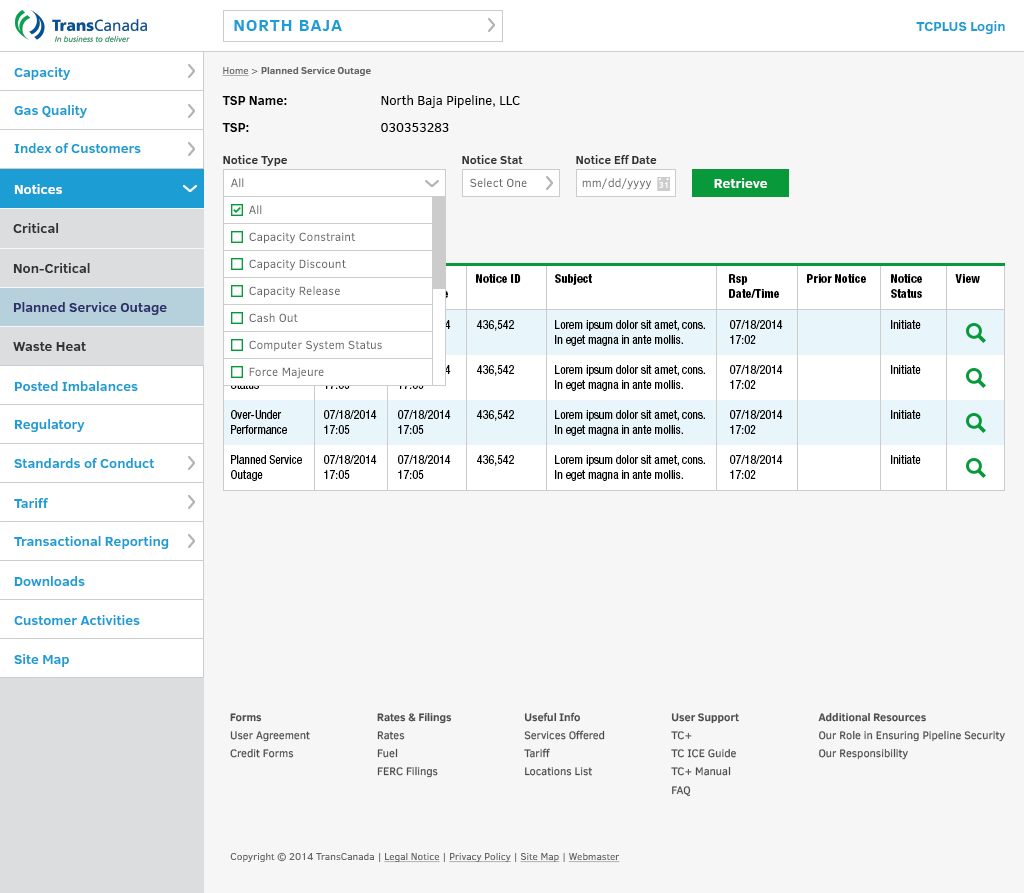 TransCanada
In business to deliver
NORTH BAJA
TCPLUS Login
Capacity
Gas Quality
Index of Customers
Notices
Critical
Non-Critical
Planned Service Outage
Waste Heat
Posted Imbalances
Regulatory
Standards of Conduct
Tariff
Transactional Reporting
Downloads
Customer Activities
Site Map
Home > Planned Service Outage
TSP Name: North Baja Pipeline, LLC
TSP: 030353283
Notice Type Notice Stat Notice Eff Date
All Select One mm/dd/yyyy 31 Retrieve
All
Capacity Constraint
Capacity Discount
Capacity Release
Cash Out
Computer System Status
Force Majeure
Notice ID Subject Rsp Prior Notice Notice View
Date/Time Status
436,542 Lorem ipsum dolor sit amet, cons. 07/18/2014 Initiate
In eget magna in ante mollis. 17:02
436,542 Lorem ipsum dolor sit amet, cons. 07/18/2014 Initiate
Status 17:05 17:05 In eget magna in ante mollis. 17:02
Over-Under 07/18/2014 07/18/2014 436,542 Lorem ipsum dolor sit amet, cons. 07/18/2014 Initiate
Performance 17:05 17:05 In eget magna in ante mollis. 17:02
Planned Service 07/18/2014 07/18/2014 436,542 Lorem ipsum dolor sit amet, cons. 07/18/2014 Initiate
Outage 17:05 17:05 In eget magna in ante mollis. 17:02
Forms
User Agreement
Credit Forms
Rates & Filings
Rates
Fuel
FERC Filings
Useful Info
Services Offered
Tariff
Locations List
User Support
TC+
TC ICE Guide
TC+ Manual
FAQ
Additional Resources
Our Role in Ensuring Pipeline Security
Our Responsibility
Copyright © 2014 TransCanada | Legal Notice | Privacy Policy | Site Map | Webmaster